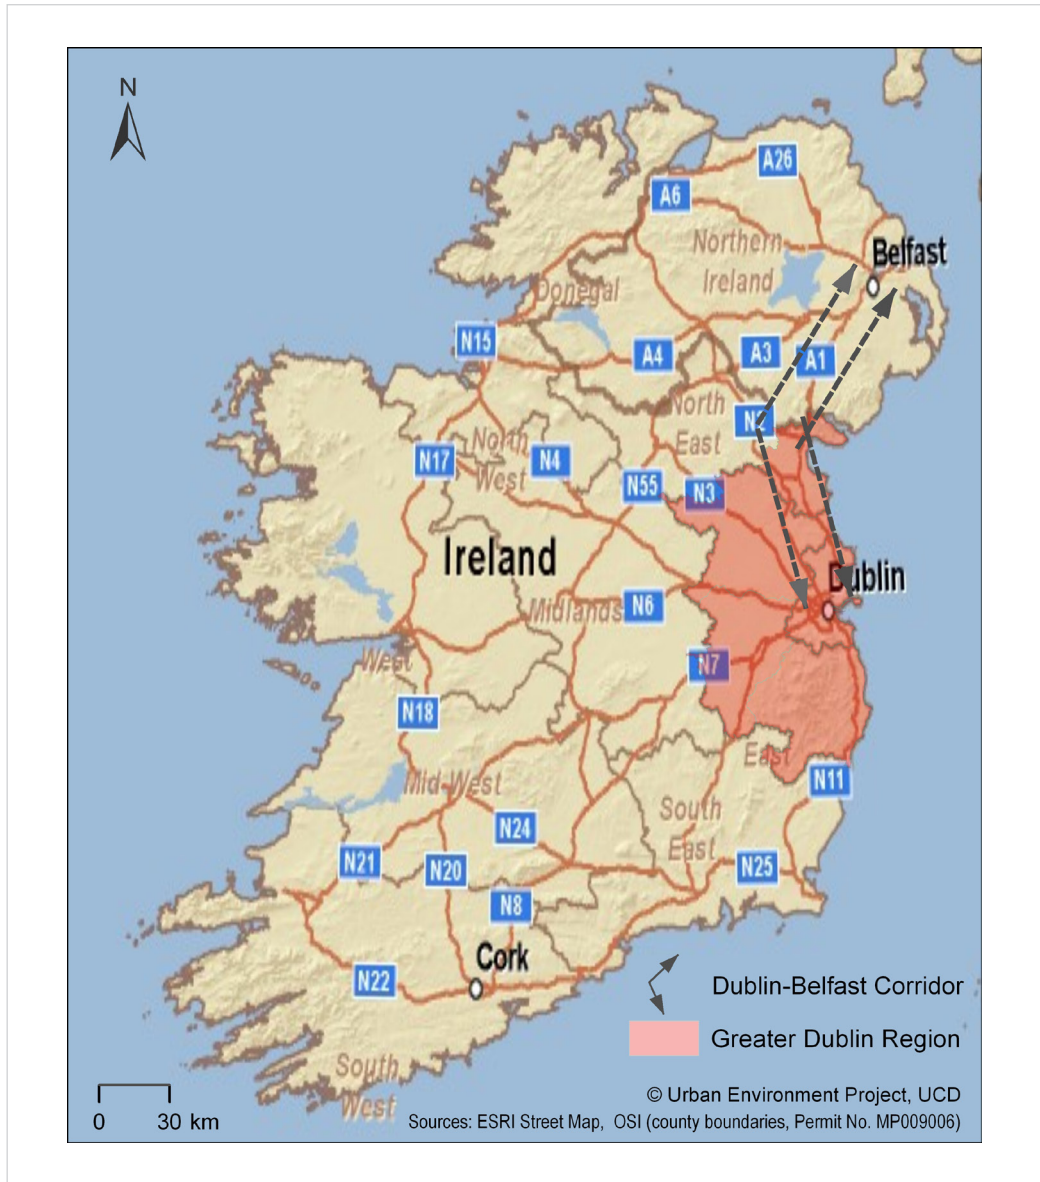 N
A26
A6
Northern
Ireland
Belfast
Donegal
N15
A4
A3
A1
North
East
N2
North
West
N17
N4
N55
N3
Ireland
Dublin
Midlands
N6
West
N7
N18
East
Mid-West
N11
South
East
N24
N21
N20
N25
N8
Cork
N22
South
West
Dublin-Belfast Corridor
Greater Dublin Region
© Urban Environment Project, UCD
0 30 km
Sources: ESRI Street Map, OSI (county boundaries, Permit No. MP009006)